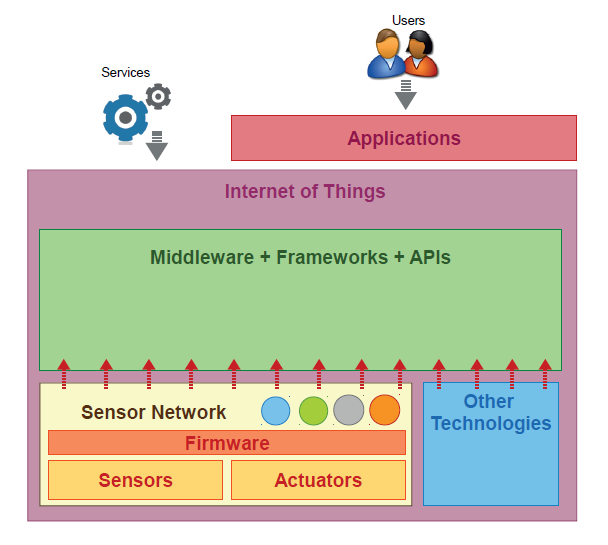 Users
Services
Applications
Internet of Things
Middleware + Frameworks + APIs
Sensor Network
Other
Technologies
Firmware
Sensors
Actuators